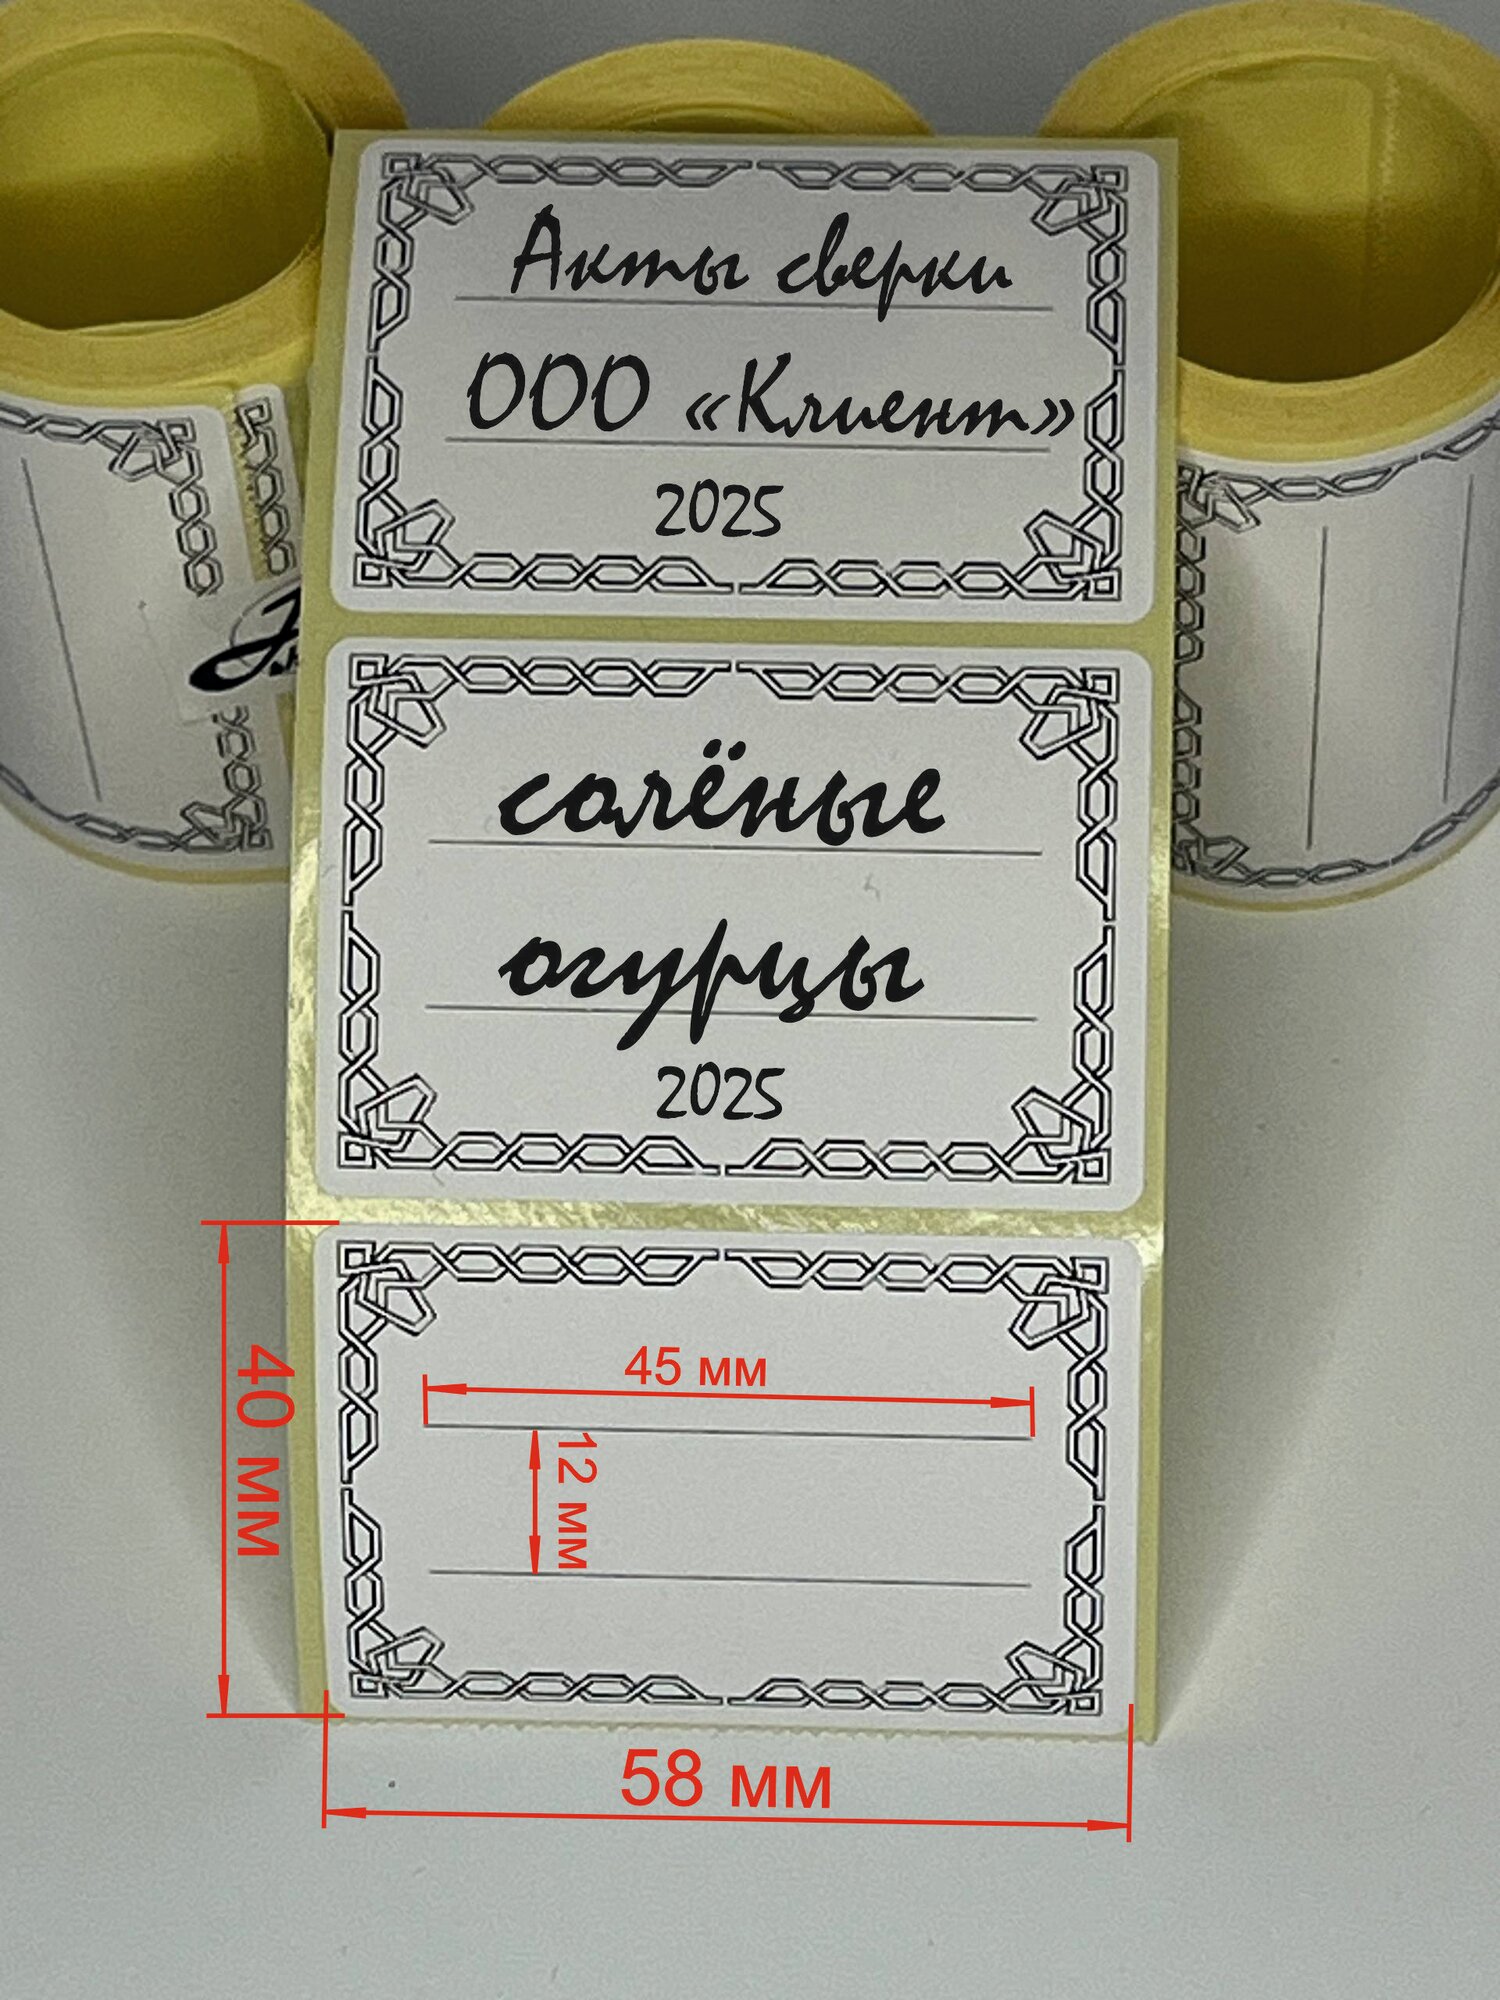 Акты сверки
ООО «Клиент»
2025
солёные
огурцы
2025
45 мм
12 мм
40 мм
58 мм